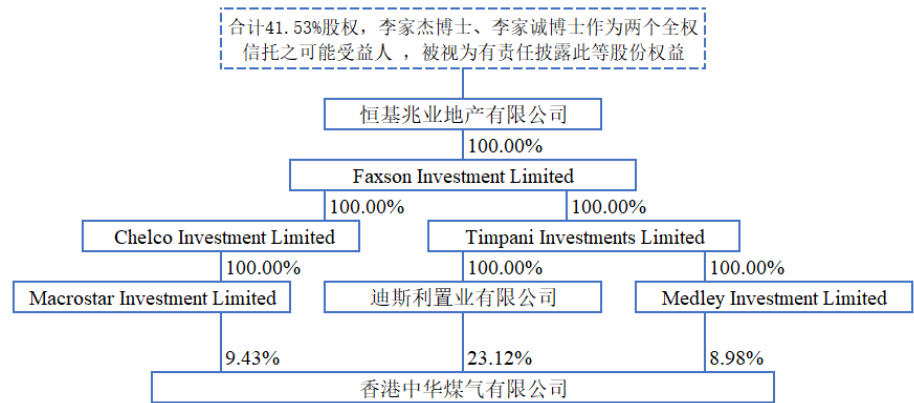 合计41.53%股权，李家杰博士、李家诚博士作为两个全权
信托之可能受益人 ，被视为有责任披露此等股份权益
恒基兆业地产有限公司
100.00%
Faxson Investment Limited
100.00%
100.00%
Chelco Investment Limited
Timpani Investments Limited
100.00%
100.00%
100.00%
Macrostar Investment Limited
迪斯利置业有限公司
Medley Investment Limited
9.43%
23.12%
8.98%
香港中华煤气有限公司